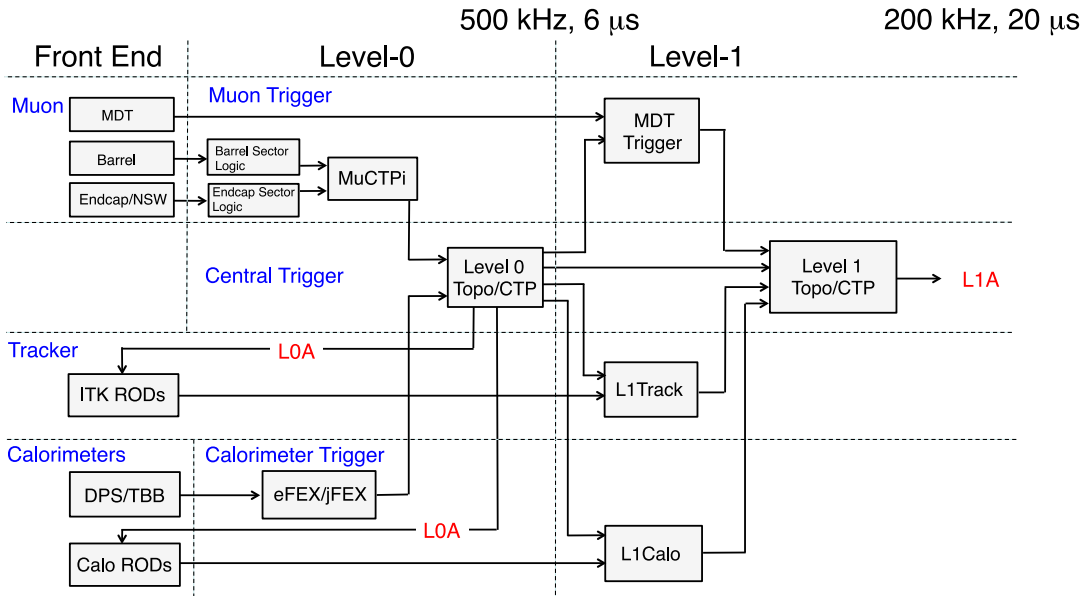 500 kHz, 6 μs
200 kHz, 20 μs
Front End
Level-0
Level-1
Muon
Muon Trigger
MDT
MDT
Trigger
Barrel
Barrel Sector
Logic
MuCTPi
Endcap/NSW
Endcap Sector
Logic
Central Trigger
Level 0
Topo/CTP
Level 1
Topo/CTP
L1A
Tracker
L0A
ITK RODs
L1Track
Calorimeters
Calorimeter Trigger
DPS/TBB
eFEX/jFEX
L0A
Calo RODs
L1Calo